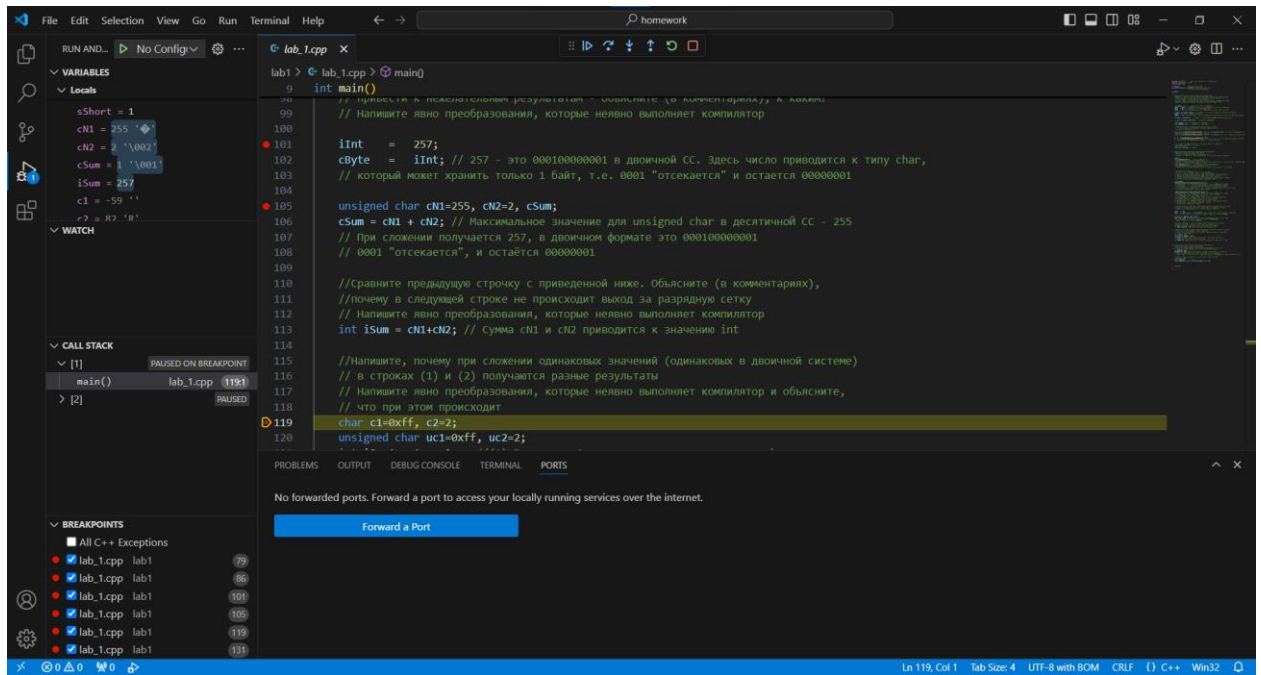 File Edit Selection View Go Run Terminal Help
homework
RUN AND... No Configu
lab_1.cpp
VARIABLES
Locals
sShort = 1
cN1 = 255 '�'
cN2 = 2 '\002'
cSum = 1 '\001'
iSum = 257
c1 = -59 ''
c2 = 82 'R'
WATCH
CALL STACK
[1] PAUSED ON BREAKPOINT
main() lab_1.cpp 119:1
[2] PAUSED
BREAKPOINTS
All C++ Exceptions
lab_1.cpp lab1 79
lab_1.cpp lab1 86
lab_1.cpp lab1 101
lab_1.cpp lab1 105
lab_1.cpp lab1 119
lab_1.cpp lab1 131
lab1 > lab_1.cpp > main()
9 int main()
98 // привести к нежелательным результатам - объясните (в комментариях), к каким!
99 // Напишите явно преобразования, которые неявно выполняет компилятор
100
101 iInt = 257;
102 cByte = iInt; // 257 - это 000100000001 в двоичной СС. Здесь число приводится к типу char,
103 // который может хранить только 1 байт, т.е. 0001 "отсекается" и остается 00000001
104
105 unsigned char cN1=255, cN2=2, cSum;
106 cSum = cN1 + cN2; // Максимальное значение для unsigned char в десятичной СС - 255
107 // При сложении получается 257, в двоичном формате это 000100000001
108 // 0001 "отсекается", и остаётся 00000001
109
110 //Сравните предыдущую строчку с приведенной ниже. Объясните (в комментариях),
111 //почему в следующей строке не происходит выход за разрядную сетку
112 // Напишите явно преобразования, которые неявно выполняет компилятор
113 int iSum = cN1+cN2; // Сумма cN1 и cN2 приводится к значению int
114
115 //Напишите, почему при сложении одинаковых значений (одинаковых в двоичной системе)
116 // в строках (1) и (2) получаются разные результаты
117 // Напишите явно преобразования, которые неявно выполняет компилятор и объясните,
118 // что при этом происходит
119 char c1=0xff, c2=2;
120 unsigned char uc1=0xff, uc2=2;
PROBLEMS OUTPUT DEBUG CONSOLE TERMINAL PORTS
No forwarded ports. Forward a port to access your locally running services over the internet.
Forward a Port
0 0 0 Ln 119, Col 1 Tab Size: 4 UTF-8 with BOM CRLF {} C++ Win32